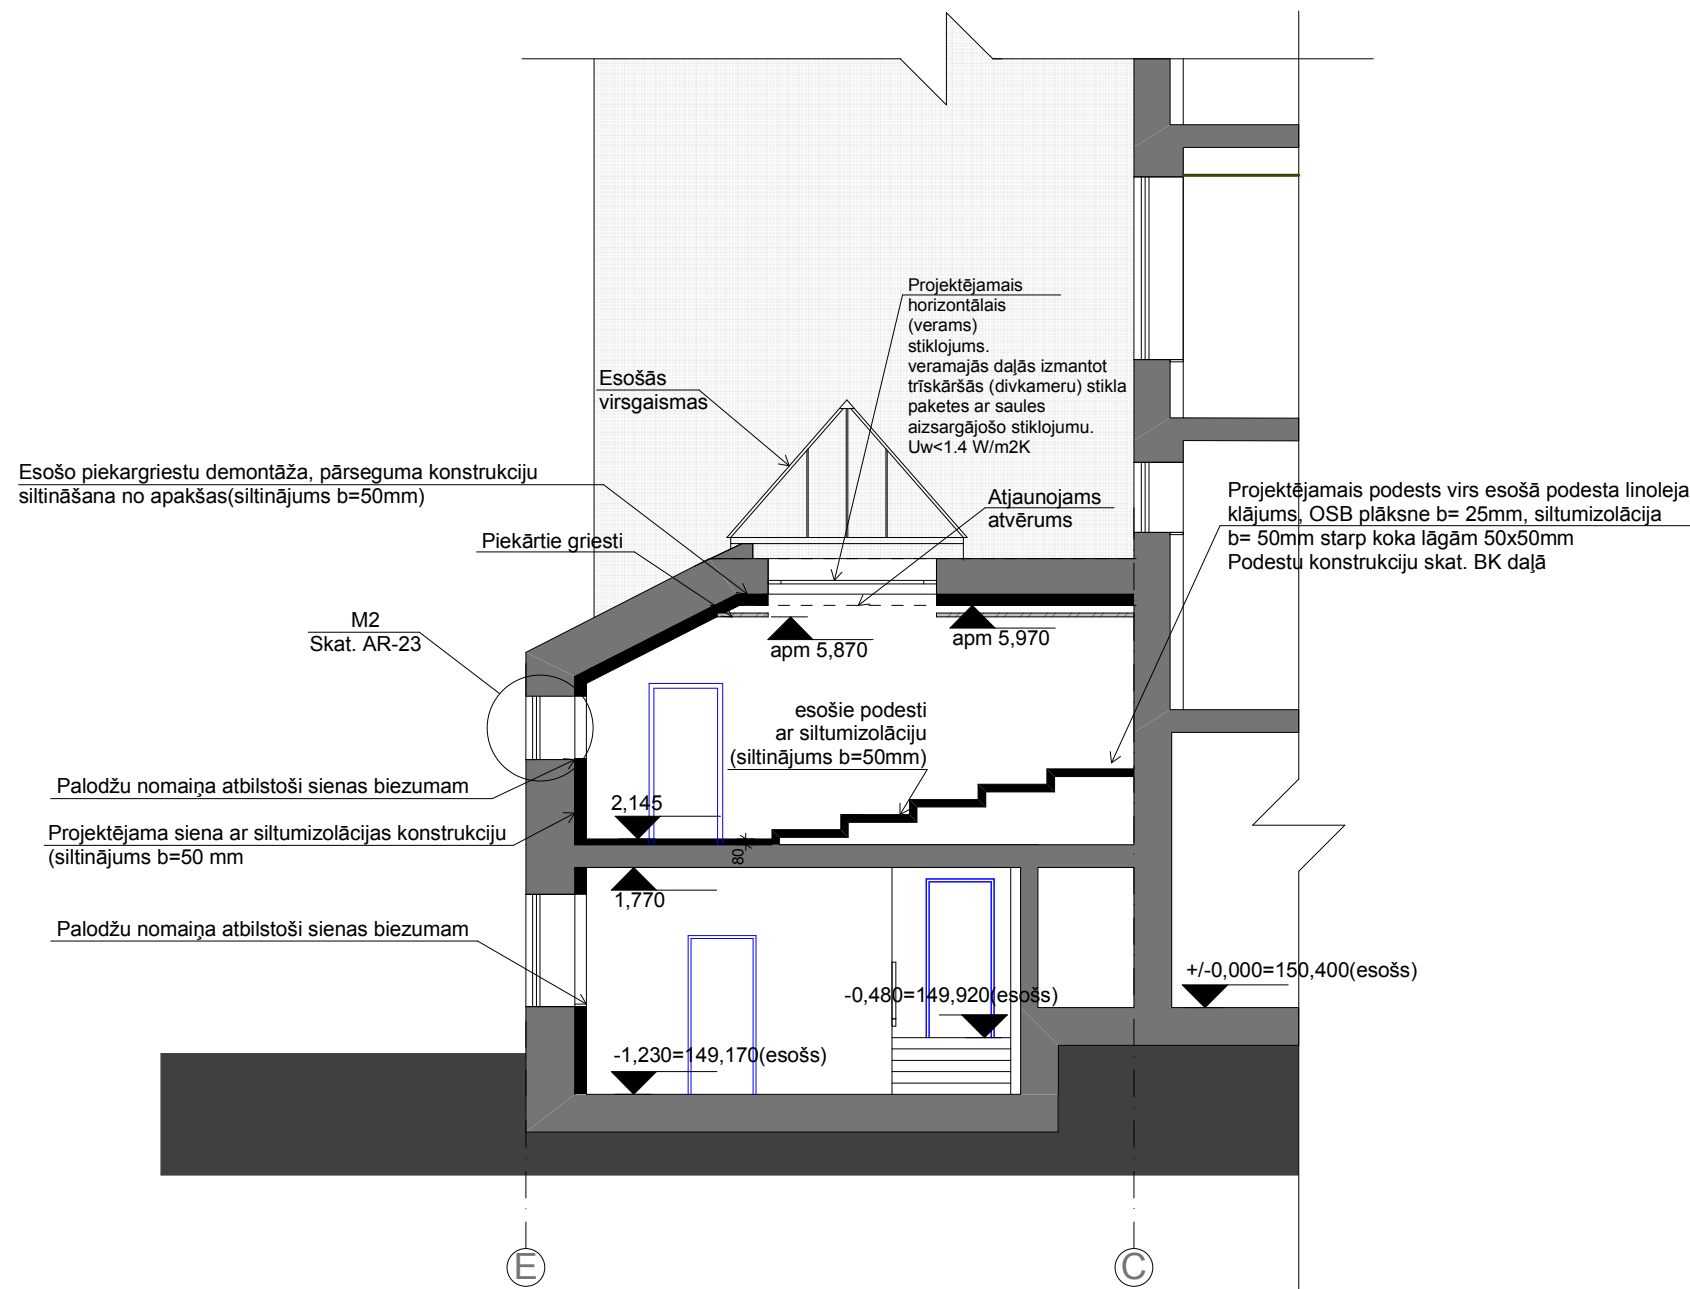 Projektējamais
horizontālais
(verams)
stiklojums.
veramajās daļās izmantot
trīskāršās (divkameru) stikla
paketes ar saules
aizsargājošo stiklojumu.
Uw<1.4 W/m2K
Esošās
virsgaismas
Esošo piekargriestu demontāža, pārseguma konstrukciju
siltināšana no apakšas(siltinājums b=50mm)
Atjaunojams
atvērums
Projektējamais podests virs esošā podesta linoleja
klājums, OSB plāksne b= 25mm, siltumizolācija
b= 50mm starp koka lāgām 50x50mm
Podestu konstrukciju skat. BK daļā
Piekārtie griesti
M2
Skat. AR-23
apm 5,870
apm 5,970
esošie podesti
ar siltumizolāciju
(siltinājums b=50mm)
Palodžu nomaiņa atbilstoši sienas biezumam
2,145
Projektējama siena ar siltumizolācijas konstrukciju
(siltinājums b=50 mm
80
1,770
Palodžu nomaiņa atbilstoši sienas biezumam
+/-0,000=150,400(esošs)
-0,480=149,920(esošs)
-1,230=149,170(esošs)
E
C